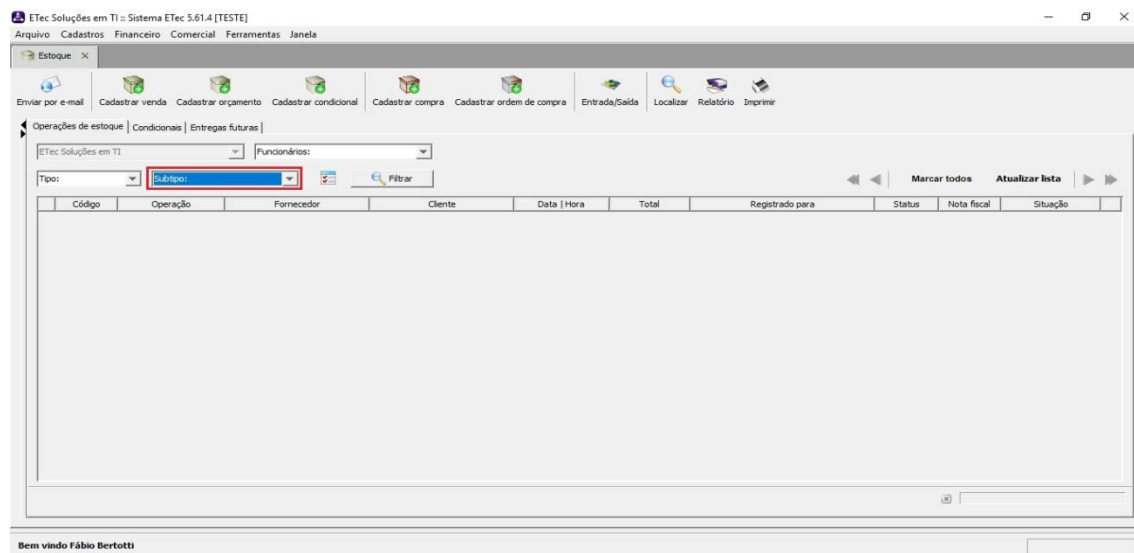 ETec Soluções em TI :: Sistema ETec 5.61.4 [TESTE]
Arquivo Cadastros Financeiro Comercial Ferramentas Janela
Estoque
Enviar por e-mail Cadastrar venda Cadastrar orçamento Cadastrar condicional Cadastrar compra Cadastrar ordem de compra Entrada/Saída Localizar Relatório Imprimir
Operações de estoque Condicionais Entregas futuras
ETec Soluções em TI Funcionários:
Tipo: Subtipo: Filtrar Marcar todos Atualizar lista
Código Operação Fornecedor Cliente Data | Hora Total Registrado para Status Nota fiscal Situação
Bem vindo Fábio Bertotti